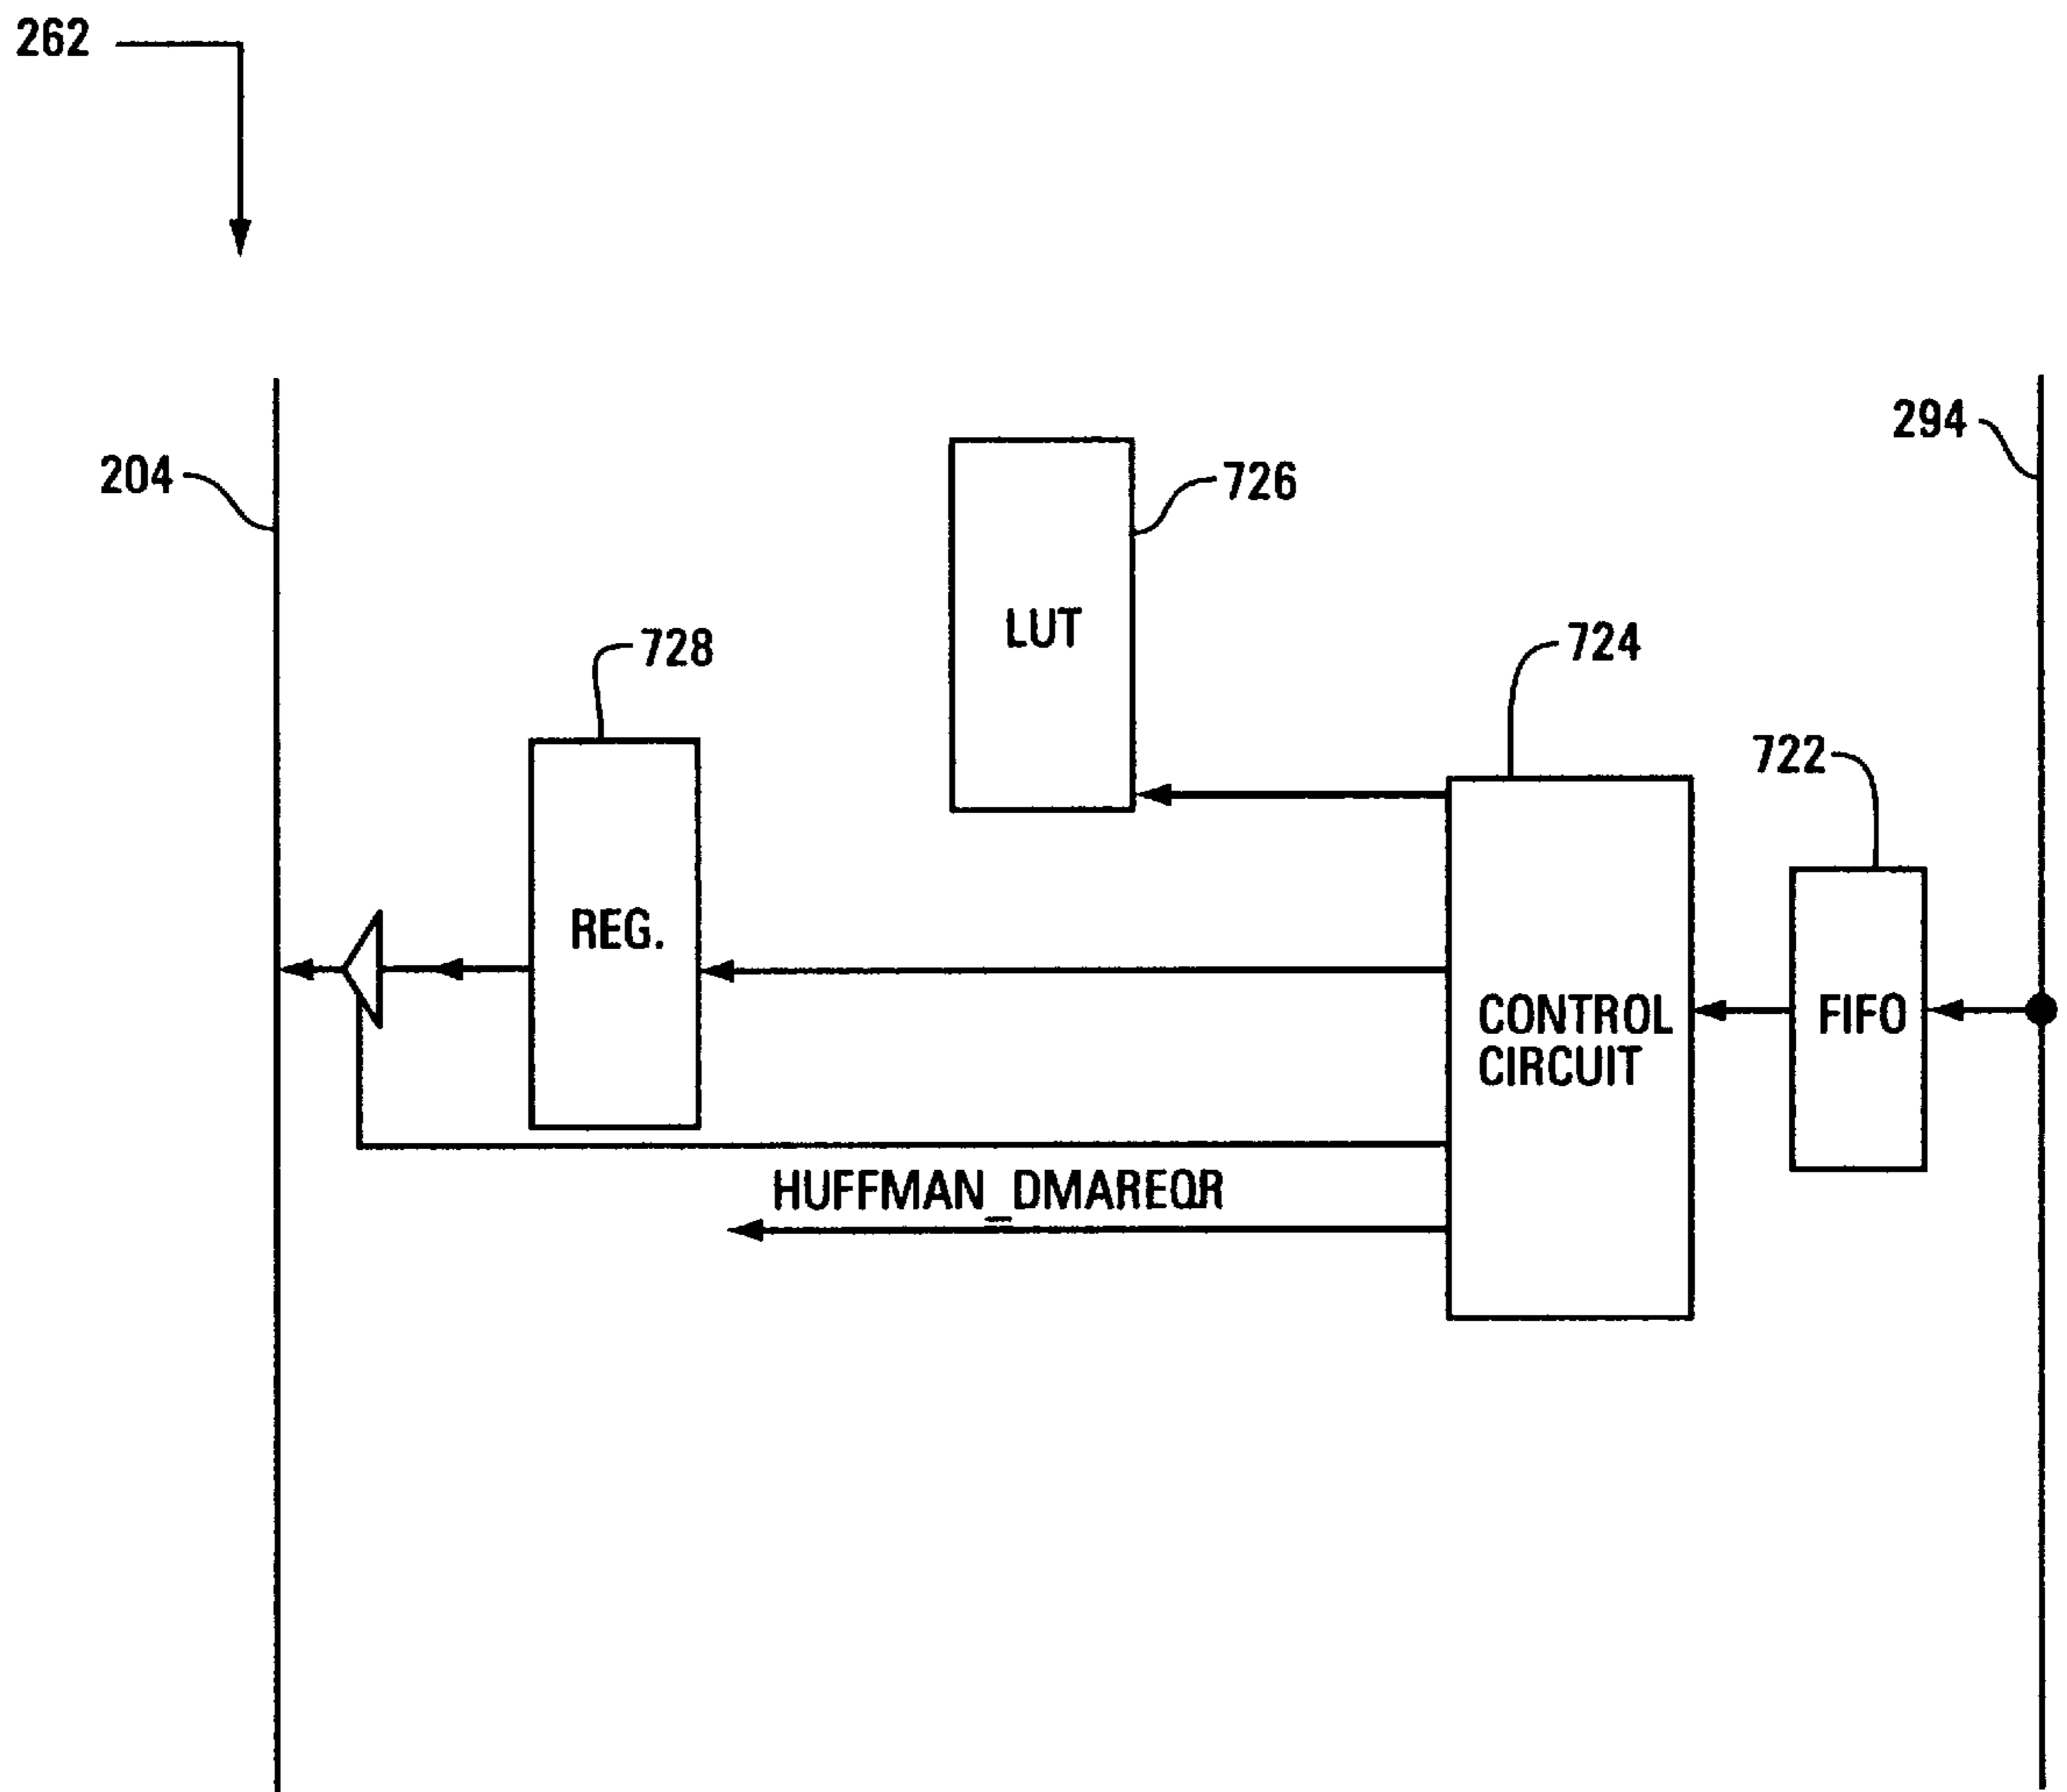 262
294
204
726
LUT
728
724
722
REG.
CONTROL
CIRCUIT
FIFO
HUFFMAN_DMAREQR